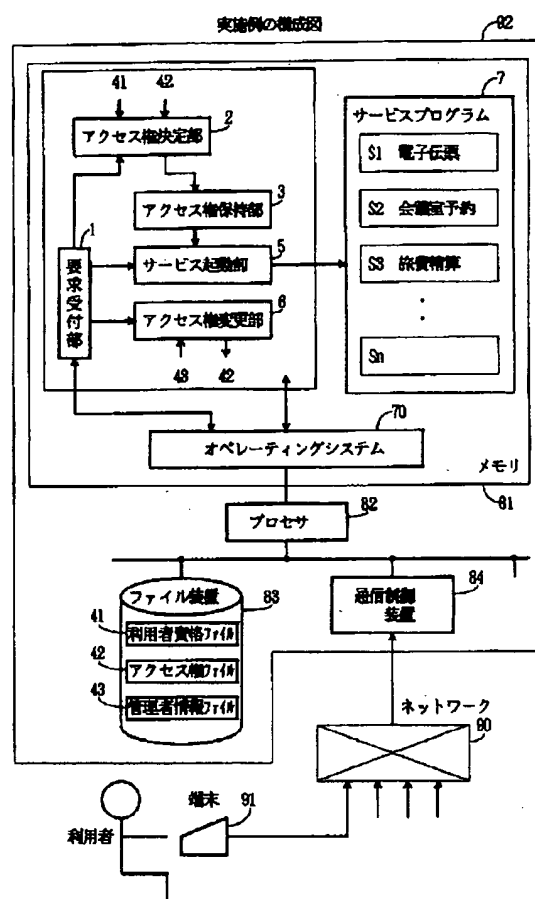 実施例の構成図
92
41
42
7
アクセス権決定部
2
サービスプログラム
S1 電子伝票
アクセス権保持部
3
S2 会議室予約
1
要求受付部
サービス起動部
5
S3 旅費精算
アクセス権変更部
6
43
42
Sn
70
オペレーティングシステム
メモリ
81
プロセサ
82
ファイル装置
83
通信制御
装置
84
41
利用者資格ファイル
42
アクセス権ファイル
43
管理者情報ファイル
ネットワーク
90
端末
91
利用者